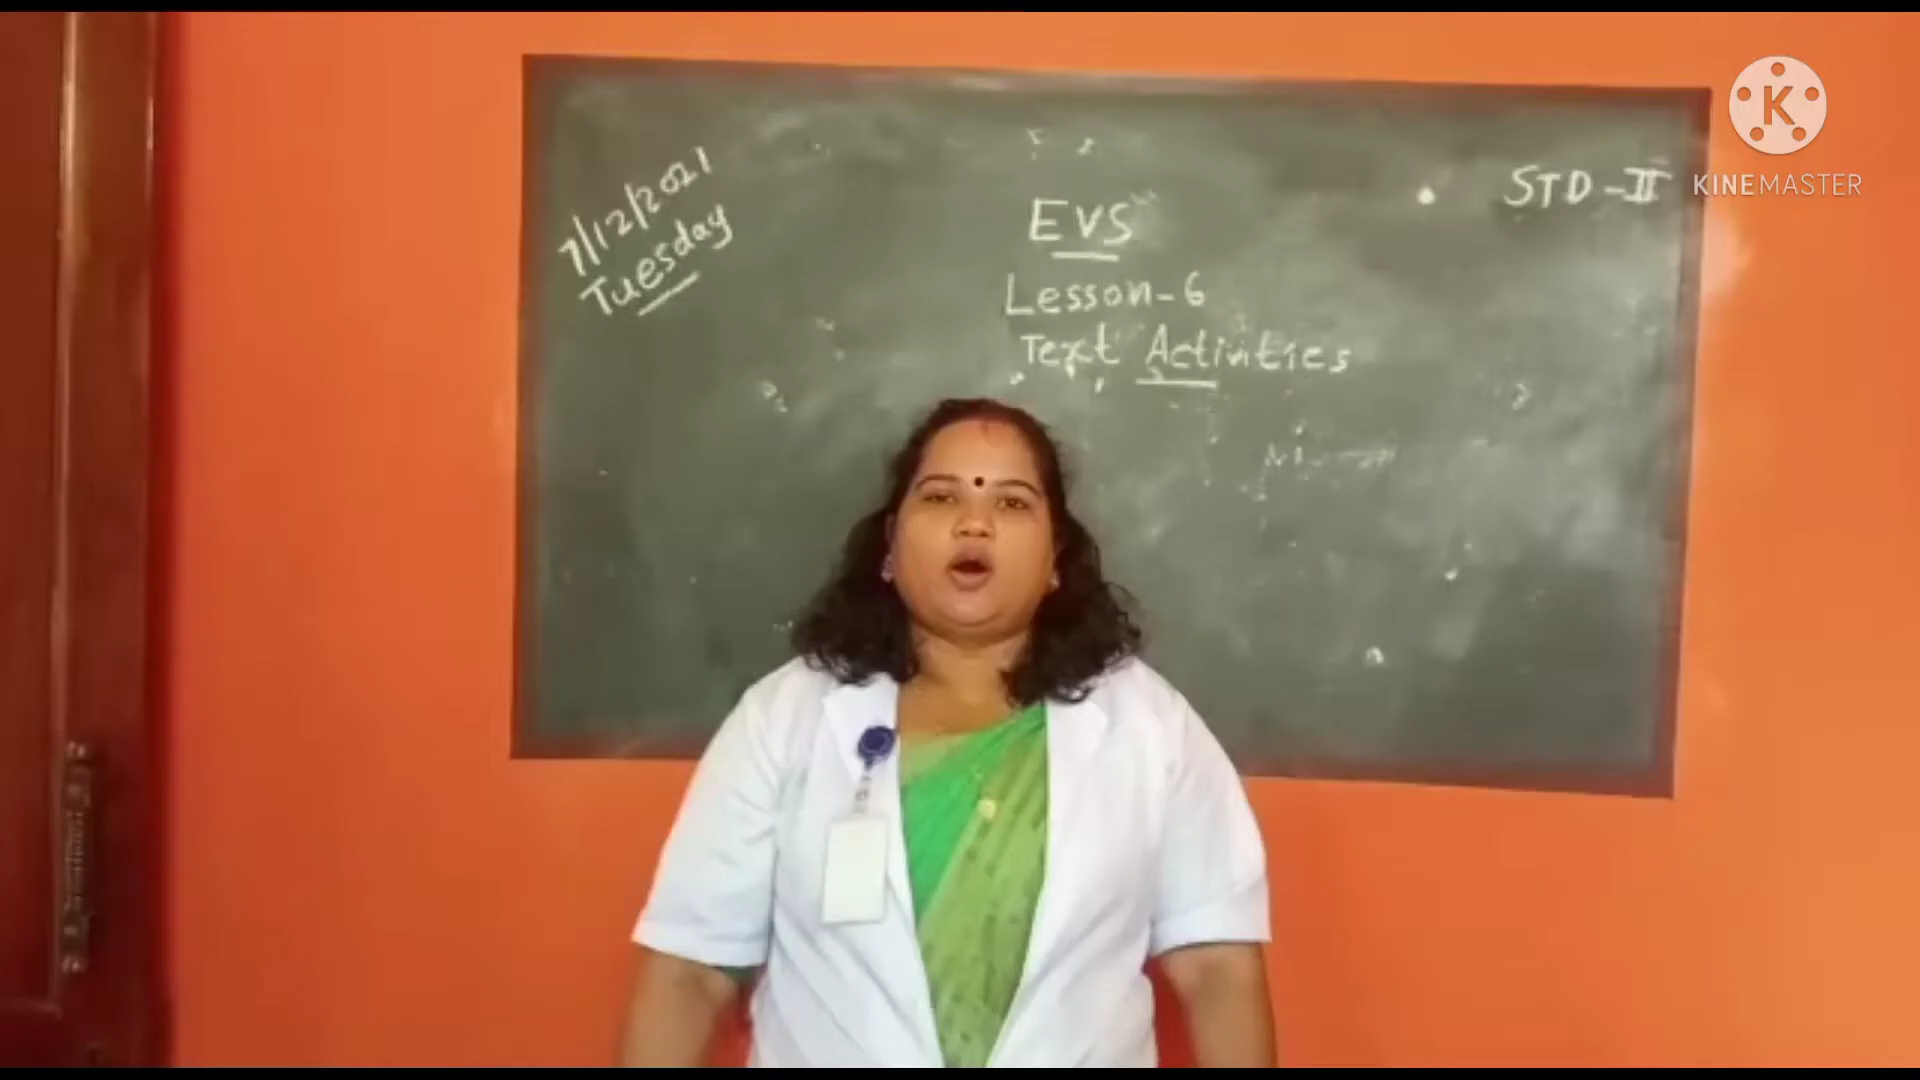 7/12/2021
Tuesday
EVS
Lesson-6
Text Activities
STD-II
K
KINEMASTER